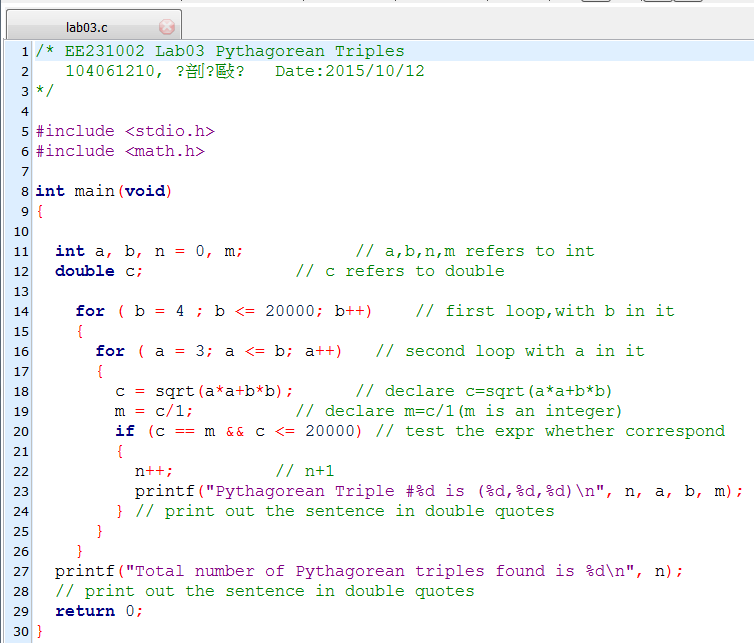 lab03.c
1 /* EE231002 Lab03 Pythagorean Triples
2    104061210, ?剖?敺?   Date:2015/10/12
3 */
4
5 #include <stdio.h>
6 #include <math.h>
7
8 int main(void)
9 {
10
11   int a, b, n = 0, m;           // a,b,n,m refers to int
12   double c;               // c refers to double
13
14     for ( b = 4 ; b <= 20000; b++)    // first loop,with b in it
15     {
16       for ( a = 3; a <= b; a++)   // second loop with a in it
17       {
18         c = sqrt(a*a+b*b);      // declare c=sqrt(a*a+b*b)
19         m = c/1;          // declare m=c/1(m is an integer)
20         if (c == m && c <= 20000) // test the expr whether correspond
21         {
22           n++;          // n+1
23           printf("Pythagorean Triple #%d is (%d,%d,%d)\n", n, a, b, m);
24         } // print out the sentence in double quotes
25       }
26     }
27   printf("Total number of Pythagorean triples found is %d\n", n);
28   // print out the sentence in double quotes
29   return 0;
30 }